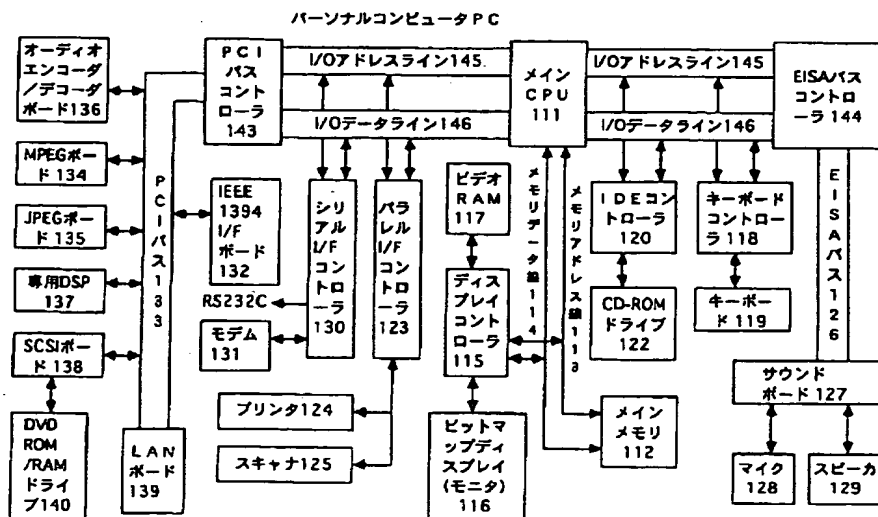 パーソナルコンピュータPC
オーディオ
エンコーダ
/デコーダ
ボード136
MPEGボー
ド 134
JPEGボー
ド 135
専用DSP
137
SCSIボー
ド 138
DVD
ROM
/RAM
ドライ
ブ140
LAN
ボード
139
PCIバス133
PCI
バス
コント
ローラ
143
IEEE
1394
I/F
ボード
132
RS232C
モデム
131
シリアルI/Fコントローラ
130
パラレルI/Fコントローラ
123
プリンタ124
スキャナ125
I/Oアドレスライン145
I/Oデータライン146
ビデオ
RAM
117
ディス
プレイ
コント
ローラ
115
ビットマ
ップディ
スプレイ
(モニタ)
116
メイン
CPU
111
メモリデータ線114
メモリアドレス線113
メイン
メモリ
112
I/Oアドレスライン145
I/Oデータライン146
IDEコン
トローラ
120
CD-ROM
ドライブ
122
キーボード
コントロー
ラ118
キーボー
ド119
EISAバス
コントロ
ーラ144
EISAバス126
サウンド
ボード127
マイク
128
スピーカ
129